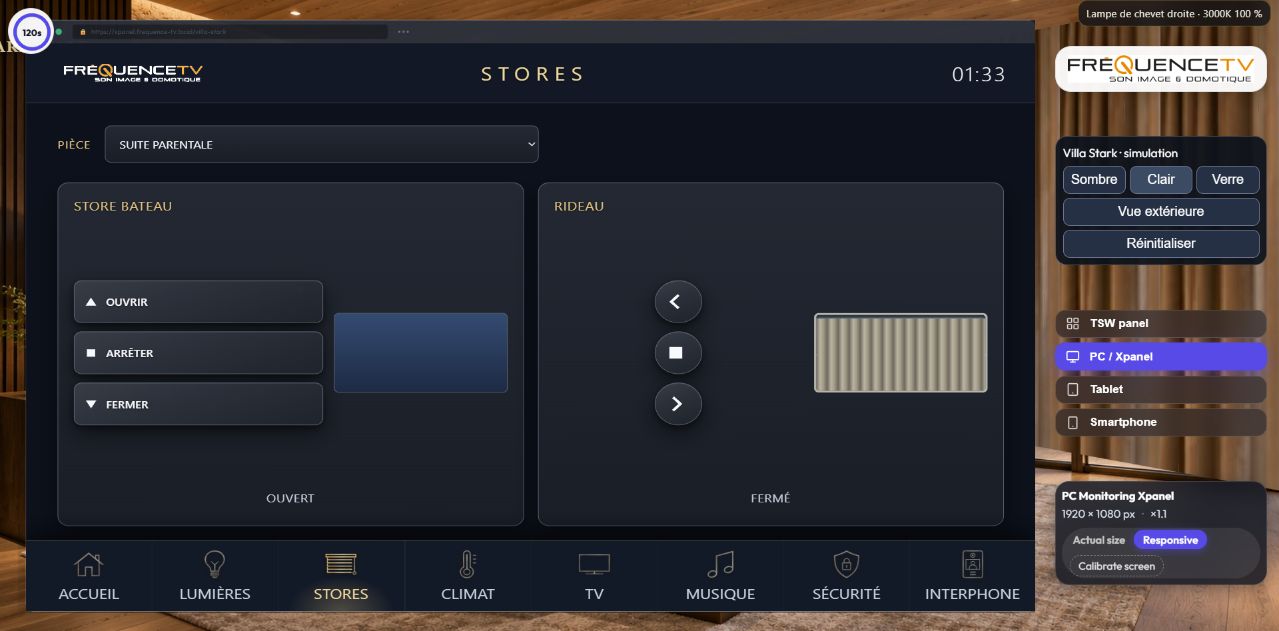 Lampe de chevet droite · 3000K 100 %
120s
https://xpanel.frequence-tv.local/villa-stark
FRÉQUENCETV
SON IMAGE & DOMOTIQUE
STORES
01:33
FRÉQUENCETV
SON IMAGE & DOMOTIQUE
PIÈCE
SUITE PARENTALE
STORE BATEAU
OUVRIR
ARRÊTER
FERMER
OUVERT
RIDEAU
FERMÉ
Villa Stark · simulation
Sombre Clair Verre
Vue extérieure
Réinitialiser
TSW panel
PC / Xpanel
Tablet
Smartphone
PC Monitoring Xpanel
1920 × 1080 px · ×1.1
Actual size Responsive
Calibrate screen
ACCUEIL LUMIÈRES STORES CLIMAT TV MUSIQUE SÉCURITÉ INTERPHONE